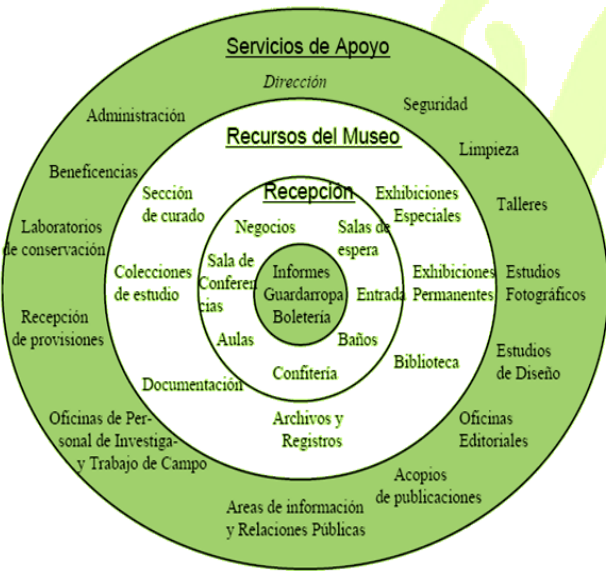 Servicios de Apoyo
Dirección
Administración
Seguridad
Recursos del Museo
Limpieza
Beneficencias
Sección
de curado
Recepción
Exhibiciones
Especiales
Talleres
Negocios
Salas de
espera
Laboratorios
de conservación
Sala de
Conferen
cias
Colecciones
de estudio
Informes
Guardarropa
Boletería
Entrada
Exhibiciones
Permanentes
Estudios
Fotográficos
Recepción
de provisiones
Aulas
Baños
Confitería
Biblioteca
Estudios
de Diseño
Documentación
Archivos y
Registros
Oficinas de Per-
sonal de Investiga-
y Trabajo de Campo
Oficinas
Editoriales
Acopios
de publicaciones
Areas de información
y Relaciones Públicas